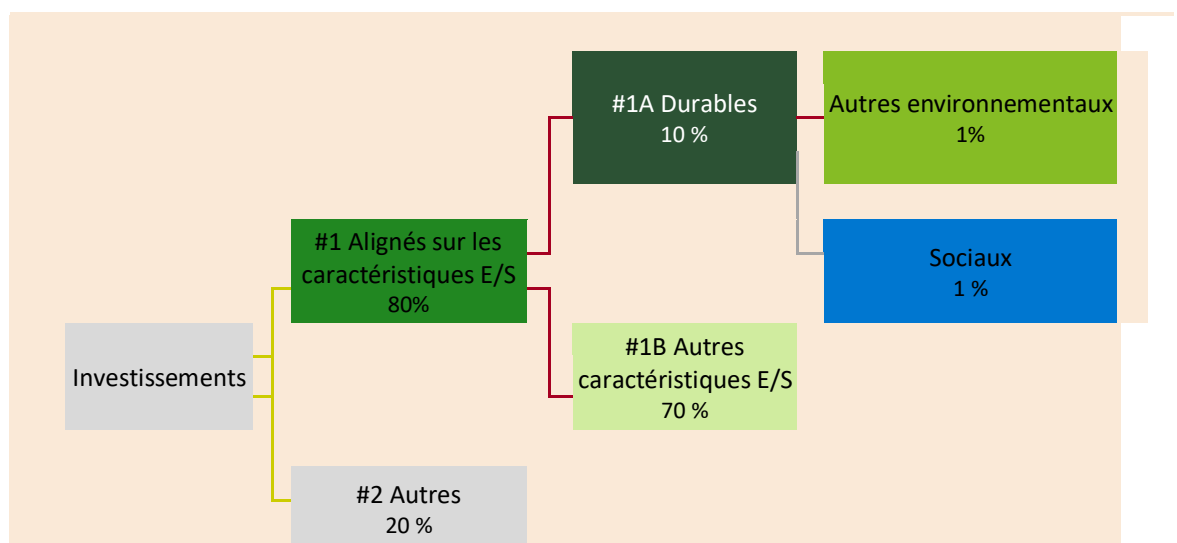 #1A Durables
10 %
Autres environnementaux
1%
#1 Alignés sur les
caractéristiques E/S
80%
Sociaux
1 %
Investissements
#1B Autres
caractéristiques E/S
70 %
#2 Autres
20 %